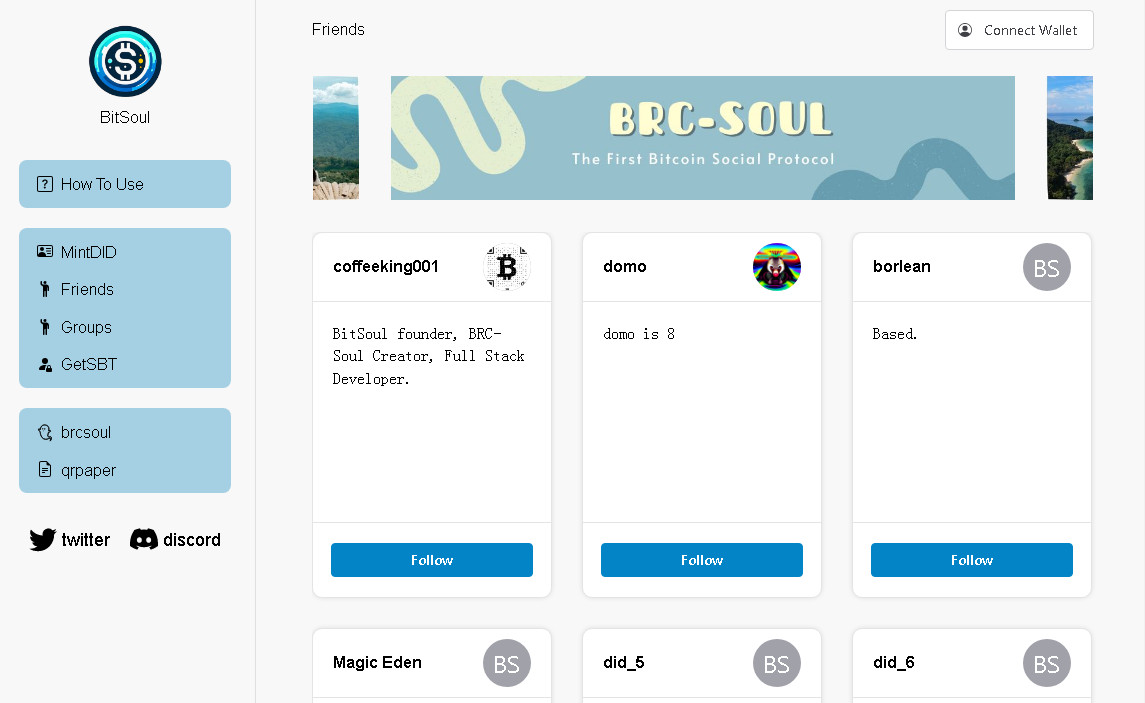 BitSoul
How To Use
MintDID
Friends
Groups
GetSBT
brcsoul
qrpaper
twitter discord
Friends
Connect Wallet
BRC-SOUL
The First Bitcoin Social Protocol
coffeeking001
BitSoul founder, BRC-
Soul Creator, Full Stack
Developer.
Follow
domo
domo is 8
Follow
borlean
BS
Based.
Follow
Magic Eden
BS
did_5
BS
did_6
BS